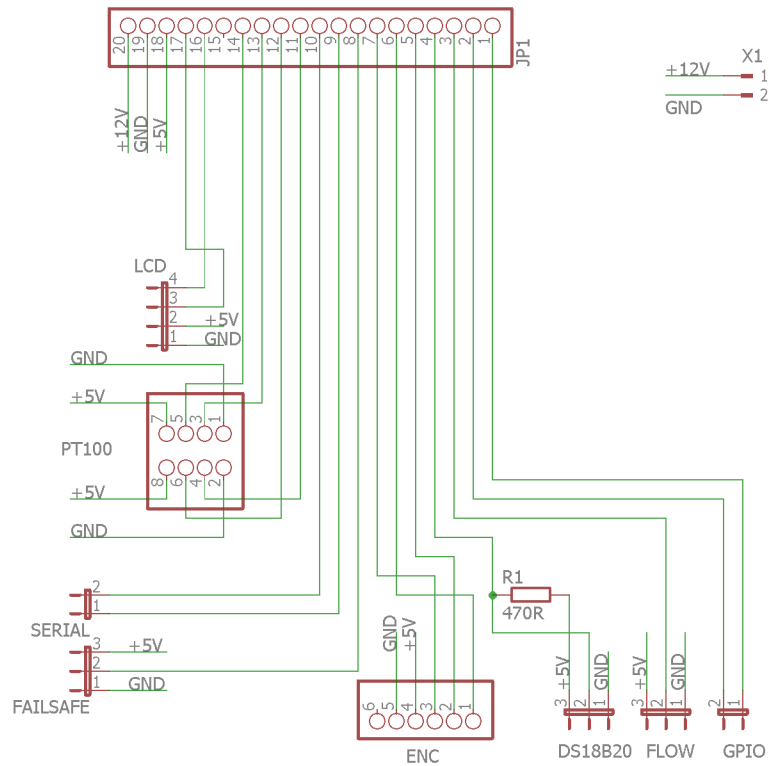 20 19 18 17 16 15 14 13 12 11 10 9 8 7 6 5 4 3 2 1
JP1
X1
+12V
1
GND
2
+12V
GND
+5V
LCD
4
3
2
+5V
1
GND
GND
+5V
7 5 3 1
PT100
8 6 4 2
+5V
GND
2
1
SERIAL
3
+5V
2
1
GND
FAILSAFE
R1
470R
GND
+5V
6 5 4 3 2 1
ENC
+5V
GND
3 2 1
DS18B20
+5V
GND
3 2 1
FLOW
2 1
GPIO